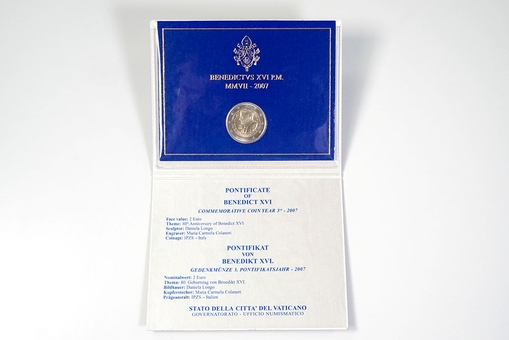 BENEDICTVS XVI P.M.
MMVII - 2007
PONTIFICATE
OF
BENEDICT XVI
COMMEMORATIVE COIN YEAR 3° - 2007
Face value: 2 Euro
Theme: 80th Anniversary of Benedict XVI
Sculptor: Daniela Longo
Engraver: Maria Carmela Colaneri
Coinage: IPZS – Italy
PONTIFIKAT
VON
BENEDIKT XVI.
GEDENKMÜNZE 3. PONTIFIKATSJAHR - 2007
Nominalwert: 2 Euro
Thema: 80. Geburtstag von Benedikt XVI.
Bildhauer: Daniela Longo
Kupferstecher: Maria Carmela Colaneri
Prägeanstalt: IPZS – Italien
STATO DELLA CITTA' DEL VATICANO
GOVERNATORATO - UFFICIO NUMISMATICO